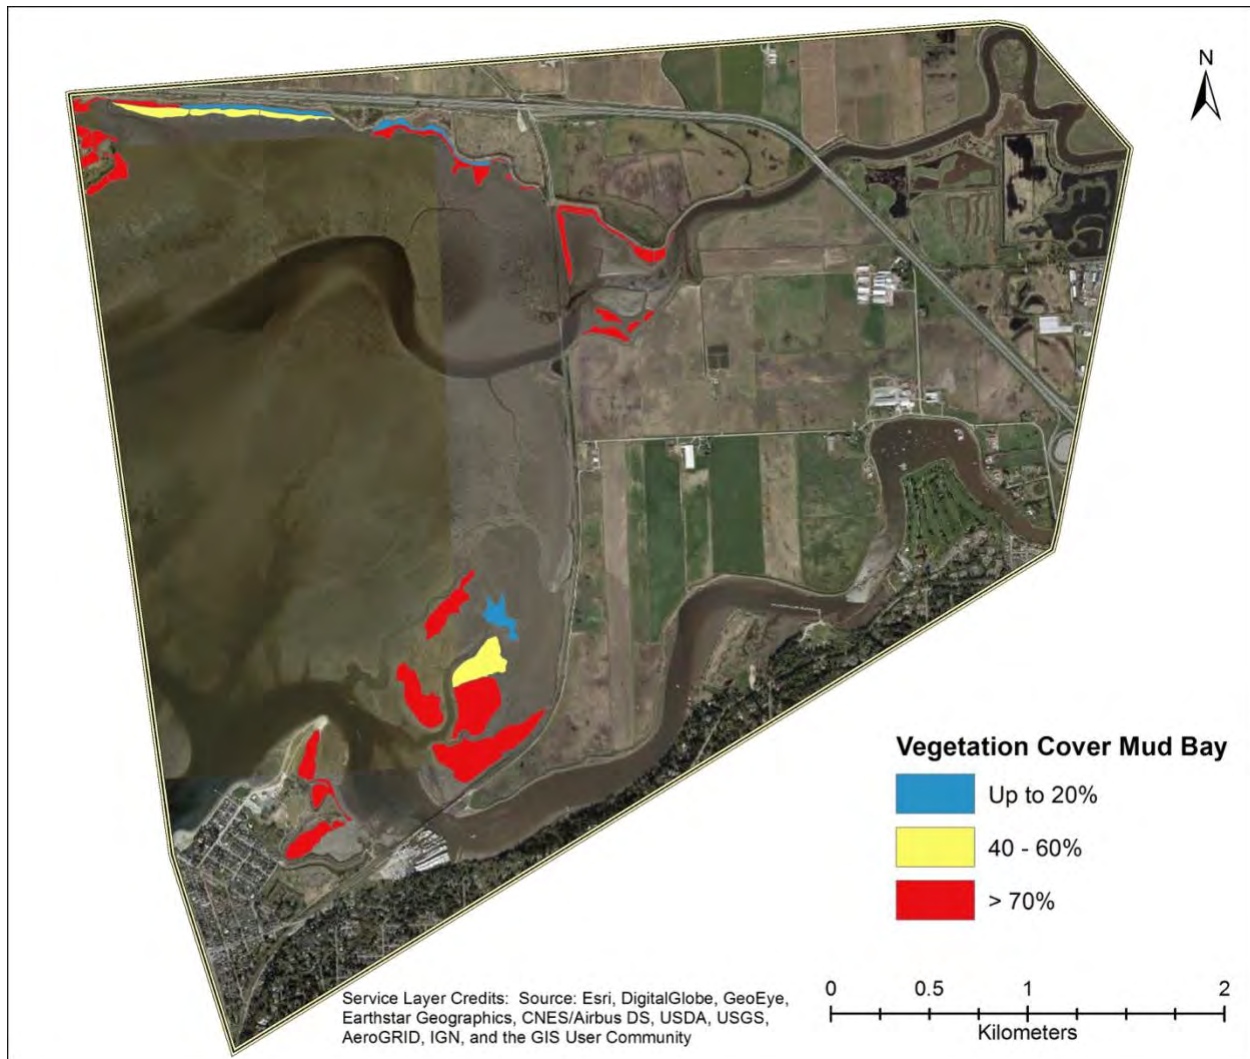 N
Vegetation Cover Mud Bay
Up to 20%
40 - 60%
> 70%
Service Layer Credits: Source: Esri, DigitalGlobe, GeoEye,
Earthstar Geographics, CNES/Airbus DS, USDA, USGS,
AeroGRID, IGN, and the GIS User Community
0 0.5 1 2
Kilometers